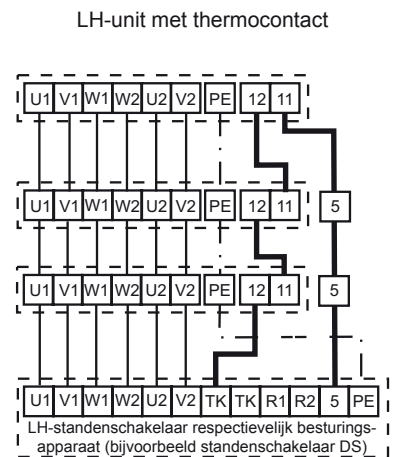 LH-unit met thermocontact
U1 V1 W1 W2 U2 V2 PE 12 11
U1 V1 W1 W2 U2 V2 PE 12 11 5
U1 V1 W1 W2 U2 V2 PE 12 11 5
U1 V1 W1 W2 U2 V2 TK TK R1 R2 5 PE
LH-standenschakelaar respectievelijk besturings-
apparaat (bijvoorbeeld standenschakelaar DS)